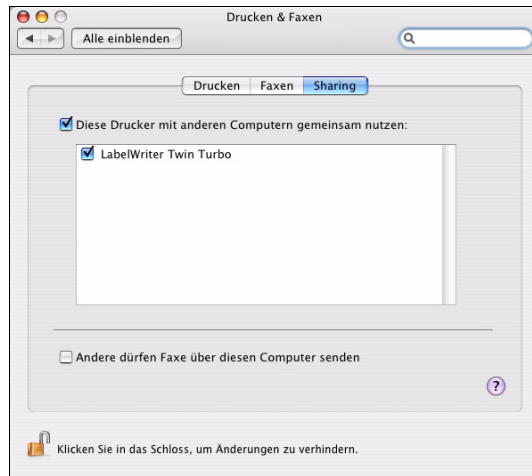 Drucken & Faxen
Alle einblenden
Drucken Faxen Sharing
Diese Drucker mit anderen Computern gemeinsam nutzen:
LabelWriter Twin Turbo
Andere dürfen Faxe über diesen Computer senden
?
Klicken Sie in das Schloss, um Änderungen zu verhindern.